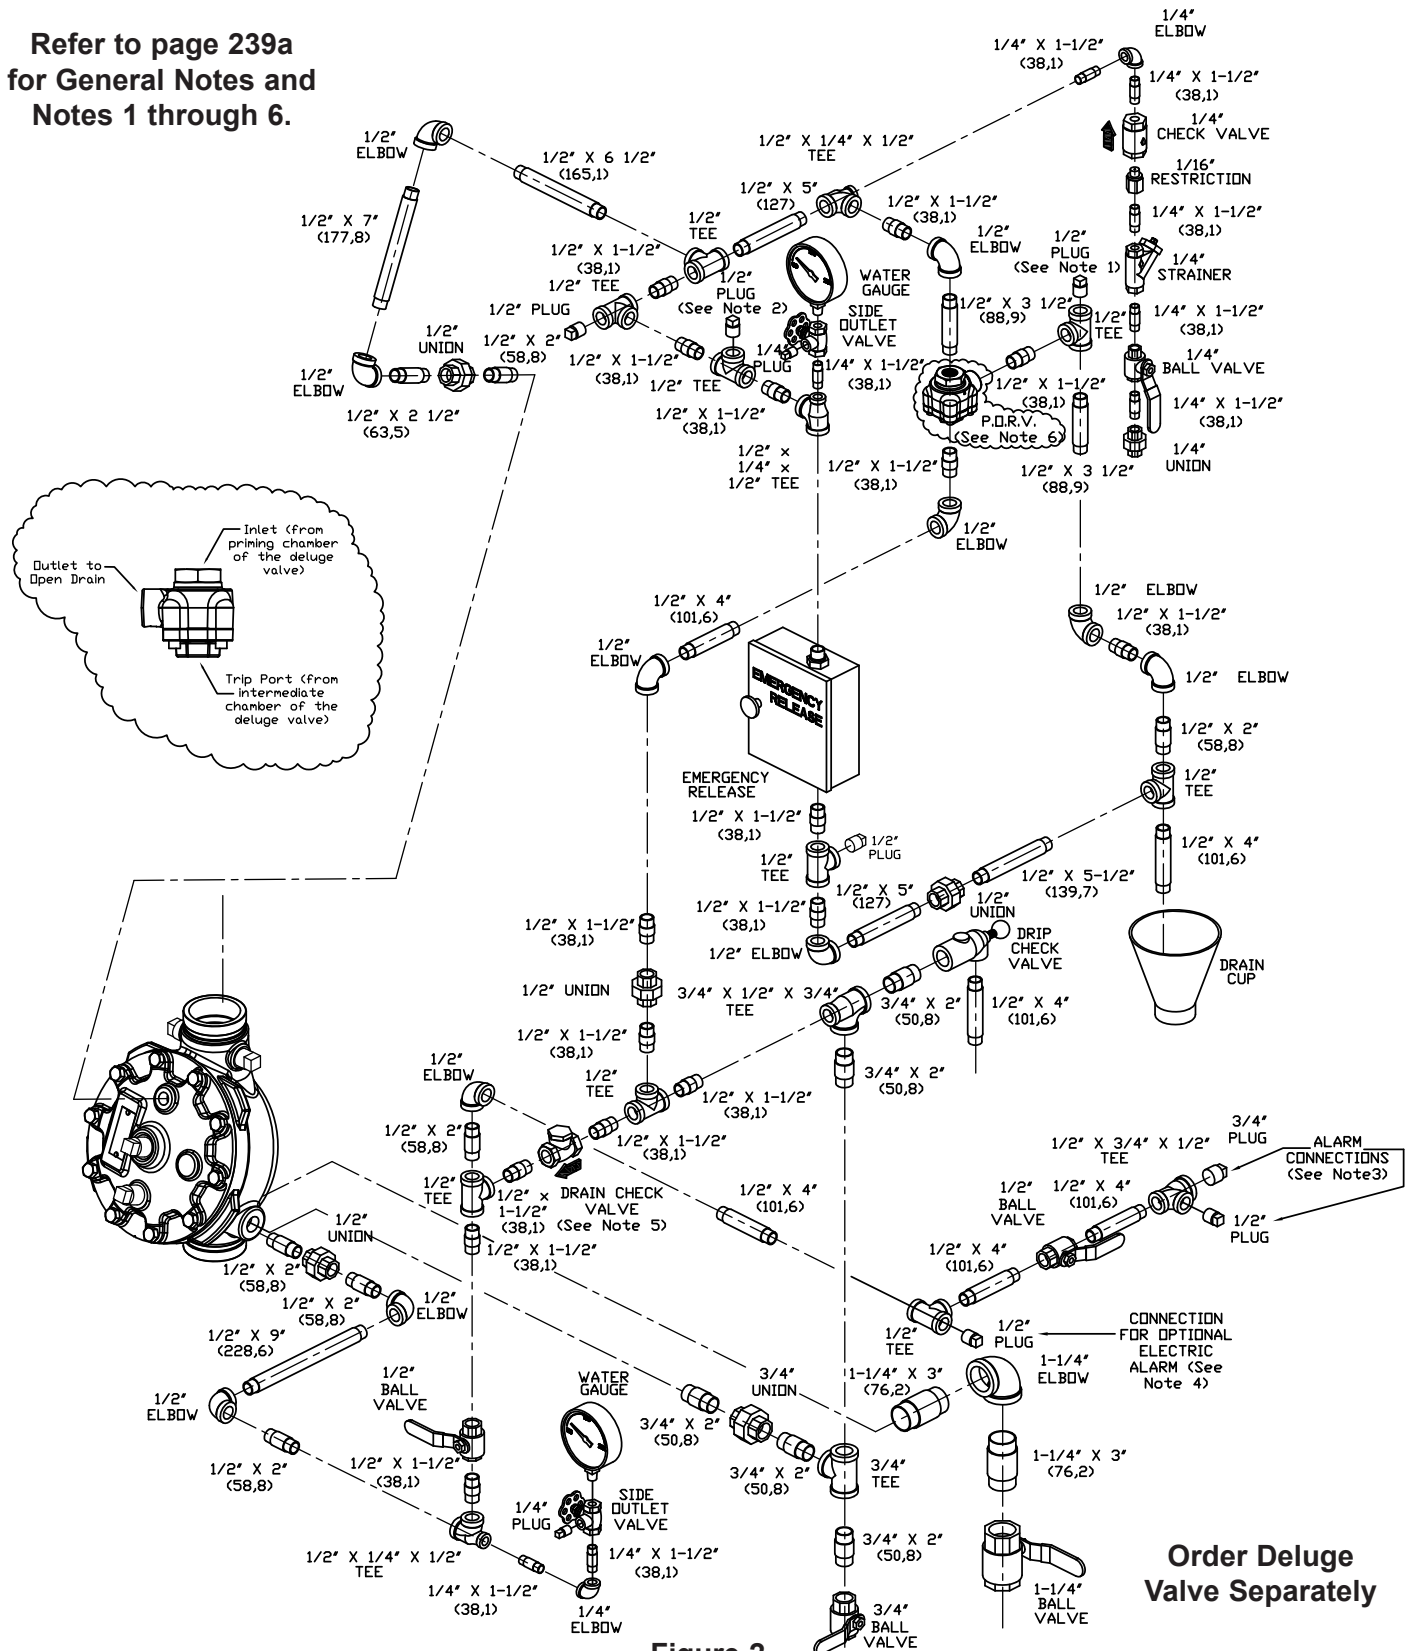 Refer to page 239a
for General Notes and
Notes 1 through 6.
1/4"
ELBOW
1/4" X 1-1/2"
(38,1)
1/4" X 1-1/2"
(38,1)
1/4"
CHECK VALVE
1/16"
RESTRICTION
1/4" X 1-1/2"
(38,1)
1/4"
STRAINER
1/4" X 1-1/2"
(38,1)
1/4"
BALL VALVE
1/4" X 1-1/2"
(38,1)
1/4"
UNION
1/2"
ELBOW
1/2" X 6 1/2"
(165,1)
1/2" X 7"
(177,8)
1/2" X 1/4" X 1/2"
TEE
1/2" X 5"
(127)
1/2"
TEE
1/2" X 1-1/2"
(38,1)
1/2"
ELBOW
1/2"
PLUG
(See Note 1)
1/2" X 1-1/2"
(38,1)
1/2" TEE
1/2" PLUG
1/2"
PLUG
(See Note 2)
WATER
GAUGE
SIDE
OUTLET
VALVE
1/2" X 3 1/2"
(88,9)
1/2"
TEE
1/2"
UNION
1/2" X 2"
(58,8)
1/2" X 1-1/2"
(38,1)
1/4"
PLUG
1/4" X 1-1/2"
(38,1)
1/2" TEE
1/2" X 1-1/2"
(38,1)
1/2"
ELBOW
1/2" X 2 1/2"
(63,5)
1/2" X 1-1/2"
(38,1)
P.O.R.V.
(See Note 6)
1/2" x
1/4" x
1/2" TEE
1/2" X 1-1/2"
(38,1)
1/2" X 3 1/2"
(88,9)
1/2"
ELBOW
Inlet (from
priming chamber
of the deluge
valve)
Outlet to
Open Drain
Trip Port (from
intermediate
chamber of the
deluge valve)
1/2" X 4"
(101,6)
1/2"
ELBOW
1/2" ELBOW
1/2" X 1-1/2"
(38,1)
1/2" ELBOW
EMERGENCY
RELEASE
1/2" X 2"
(58,8)
EMERGENCY
RELEASE
1/2"
TEE
1/2" X 1-1/2"
(38,1)
1/2"
PLUG
1/2"
TEE
1/2" X 4"
(101,6)
1/2" X 5-1/2"
(139,7)
1/2" X 5"
(127)
1/2"
UNION
1/2" X 1-1/2"
(38,1)
1/2" X 1-1/2"
(38,1)
1/2" ELBOW
DRIP
CHECK
VALVE
DRAIN
CUP
1/2" UNION
3/4" X 1/2" X 3/4"
TEE
3/4" X 2"
(50,8)
1/2" X 4"
(101,6)
1/2" X 1-1/2"
(38,1)
1/2"
ELBOW
1/2"
TEE
3/4" X 2"
(50,8)
1/2" X 1-1/2"
(38,1)
1/2" X 2"
(58,8)
1/2" X 1-1/2"
(38,1)
1/2"
TEE
1/2" x
1-1/2"
(38,1)
DRAIN CHECK
VALVE
(See Note 5)
1/2" X 4"
(101,6)
1/2" X 3/4" X 1/2"
TEE
3/4"
PLUG
ALARM
CONNECTIONS
(See Note3)
1/2"
BALL
VALVE
1/2" X 4"
(101,6)
1/2"
PLUG
1/2"
UNION
1/2" X 1-1/2"
(38,1)
1/2" X 4"
(101,6)
1/2" X 2"
(58,8)
1/2" X 2"
(58,8)
1/2"
ELBOW
1/2" X 9"
(228,6)
1/2"
TEE
1/2"
PLUG
CONNECTION
FOR OPTIONAL
ELECTRIC
ALARM (See
Note 4)
1-1/4"
ELBOW
1-1/4" X 3"
(76,2)
3/4"
UNION
1/2"
BALL
VALVE
WATER
GAUGE
1/2"
ELBOW
3/4" X 2"
(50,8)
3/4" X 2"
(50,8)
3/4"
TEE
1-1/4" X 3"
(76,2)
1/2" X 2"
(58,8)
1/2" X 1-1/2"
(38,1)
1/4"
PLUG
SIDE
OUTLET
VALVE
3/4" X 2"
(50,8)
1/2" X 1/4" X 1/2"
TEE
1/4" X 1-1/2"
(38,1)
1/4" X 1-1/2"
(38,1)
1/4"
ELBOW
3/4"
BALL
VALVE
1-1/4"
BALL
VALVE
Order Deluge
Valve Separately